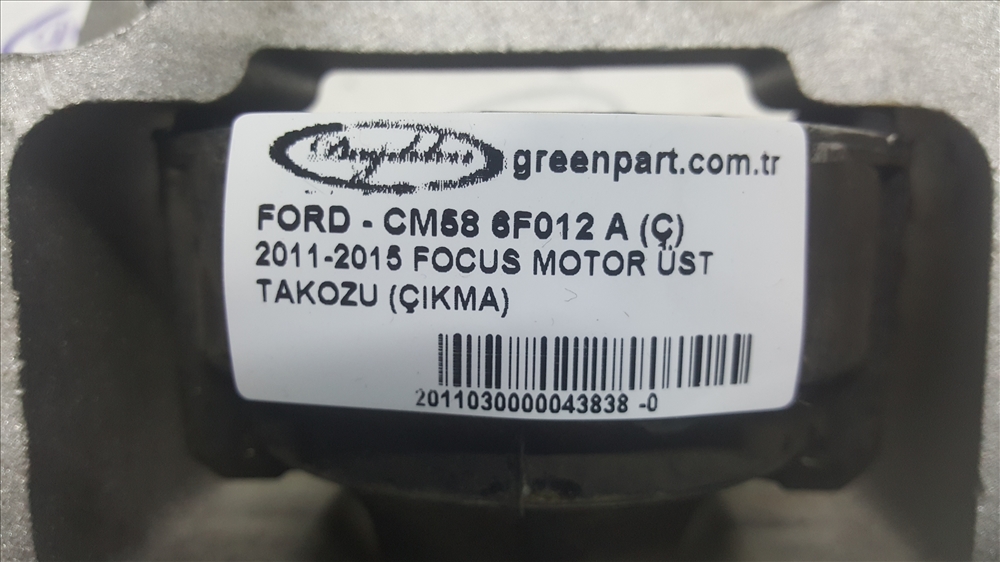 greenpart.com.tr
FORD - CM58 6F012 A (Ç)
2011-2015 FOCUS MOTOR ÜST
TAKOZU (ÇIKMA)
2011030000043838 -0